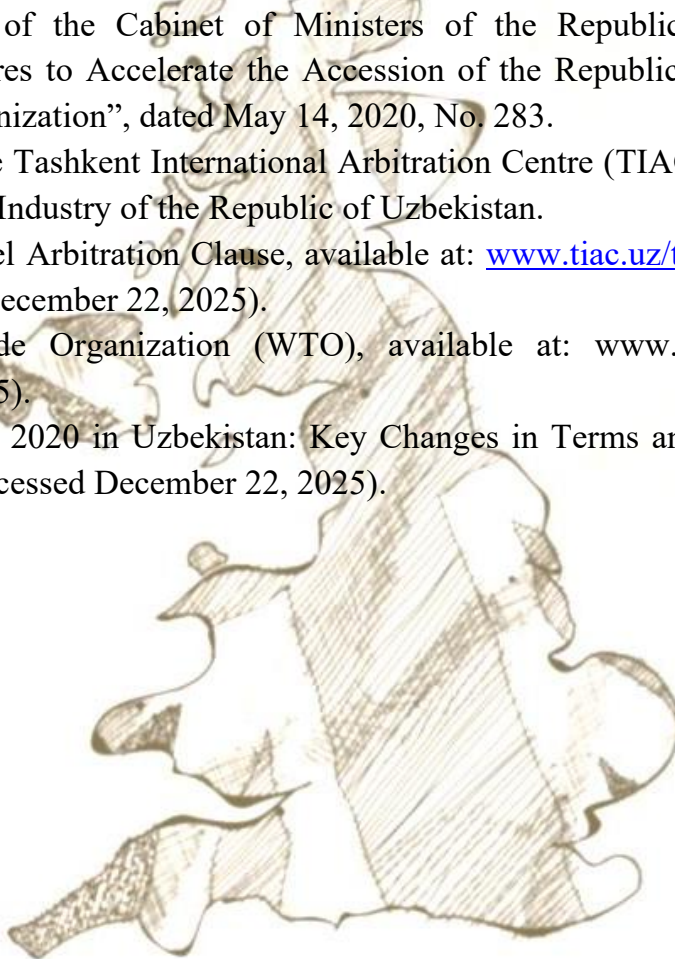 of the Cabinet of Ministers of the Republic
res to Accelerate the Accession of the Republic
nization”, dated May 14, 2020, No. 283.
e Tashkent International Arbitration Centre (TIAC
Industry of the Republic of Uzbekistan.
el Arbitration Clause, available at: www.tiac.uz/t
ecember 22, 2025).
de Organization (WTO), available at: www.
5).
2020 in Uzbekistan: Key Changes in Terms an
cessed December 22, 2025).